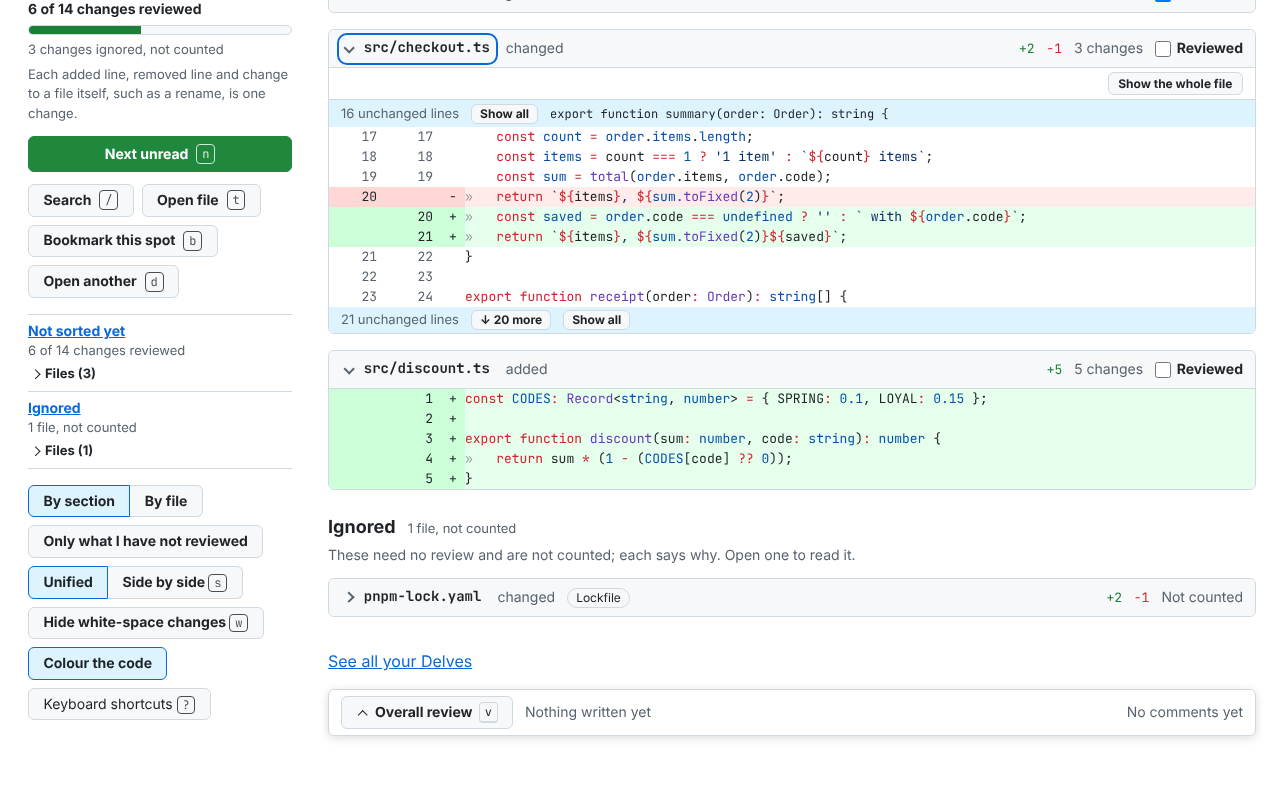 6 of 14 changes reviewed
3 changes ignored, not counted
Each added line, removed line and change
to a file itself, such as a rename, is one
change.
Next unread n
Search / Open file t
Bookmark this spot b
Open another d
Not sorted yet
6 of 14 changes reviewed
Files (3)
Ignored
1 file, not counted
Files (1)
By section By file
Only what I have not reviewed
Unified Side by side s
Hide white-space changes w
Colour the code
Keyboard shortcuts ?
src/checkout.ts changed +2 -1 3 changes Reviewed
Show the whole file
16 unchanged lines Show all export function summary(order: Order): string {
17 17 const count = order.items.length;
18 18 const items = count === 1 ? '1 item' : `${count} items`;
19 19 const sum = total(order.items, order.code);
20 - » return `${items}, ${sum.toFixed(2)}`;
20 + » const saved = order.code === undefined ? '' : ` with ${order.code}`;
21 + » return `${items}, ${sum.toFixed(2)}${saved}`;
21 22 }
22 23
23 24 export function receipt(order: Order): string[] {
21 unchanged lines ↓ 20 more Show all
src/discount.ts added +5 5 changes Reviewed
1 + const CODES: Record<string, number> = { SPRING: 0.1, LOYAL: 0.15 };
2 +
3 + export function discount(sum: number, code: string): number {
4 + » return sum * (1 - (CODES[code] ?? 0));
5 + }
Ignored 1 file, not counted
These need no review and are not counted; each says why. Open one to read it.
pnpm-lock.yaml changed Lockfile +2 -1 Not counted
See all your Delves
Overall review v Nothing written yet No comments yet